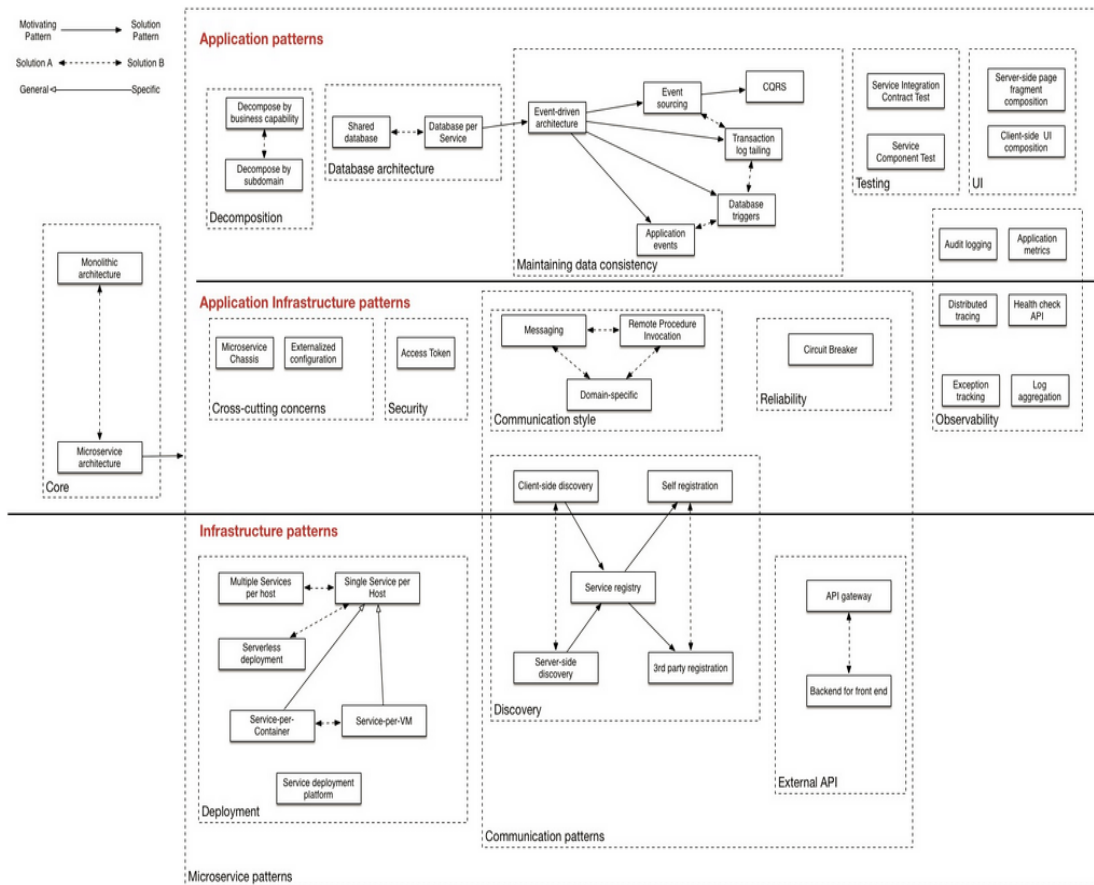 Motivating
Pattern
Solution
Pattern
Solution A
Solution B
General
Specific
Application patterns
Decompose by
business capability
Decompose by
subdomain
Decomposition
Shared
database
Database per
Service
Database architecture
Event-driven
architecture
Event
sourcing
CQRS
Transaction
log tailing
Database
triggers
Application
events
Maintaining data consistency
Service Integration
Contract Test
Service
Component Test
Testing
Server-side page
fragment composition
Client-side UI
composition
UI
Monolithic
architecture
Microservice
architecture
Core
Audit logging
Application
metrics
Distributed
tracing
Health check
API
Exception
tracking
Log
aggregation
Observability
Application Infrastructure patterns
Microservice
Chassis
Externalized
configuration
Cross-cutting concerns
Access Token
Security
Messaging
Remote Procedure
Invocation
Domain-specific
Communication style
Circuit Breaker
Reliability
Client-side discovery
Self registration
Service registry
Server-side
discovery
3rd party registration
Discovery
Infrastructure patterns
Multiple Services
per host
Single Service per
Host
Serverless
deployment
Service-per-
Container
Service-per-VM
Service deployment
platform
Deployment
API gateway
Backend for front end
External API
Communication patterns
Microservice patterns